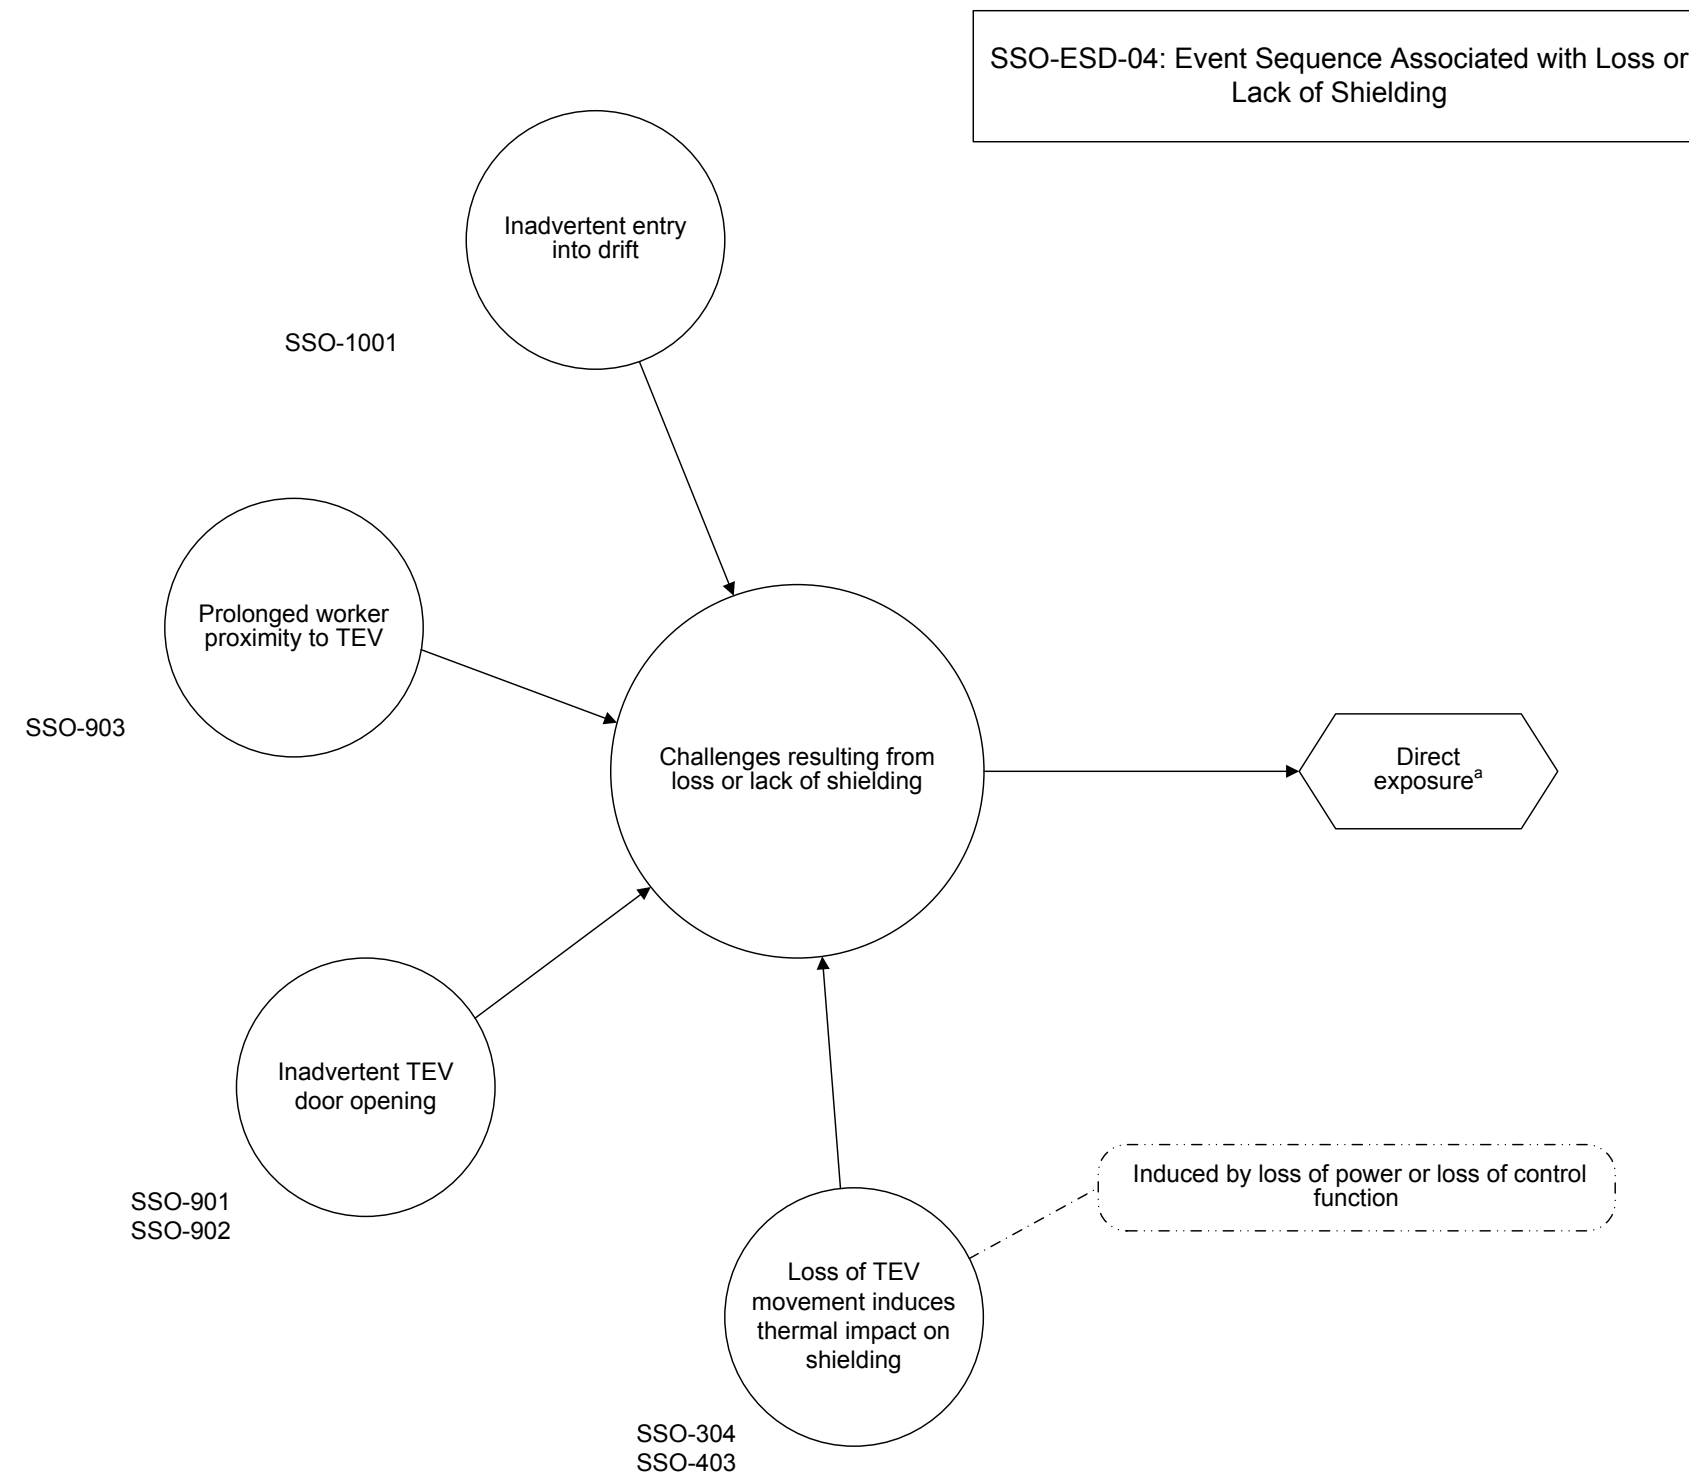 SSO-ESD-04: Event Sequence Associated with Loss or
Lack of Shielding
Inadvertent entry
into drift
SSO-1001
Prolonged worker
proximity to TEV
SSO-903
Challenges resulting from
loss or lack of shielding
Direct
exposureᵃ
Inadvertent TEV
door opening
SSO-901
SSO-902
Induced by loss of power or loss of control
function
Loss of TEV
movement induces
thermal impact on
shielding
SSO-304
SSO-403